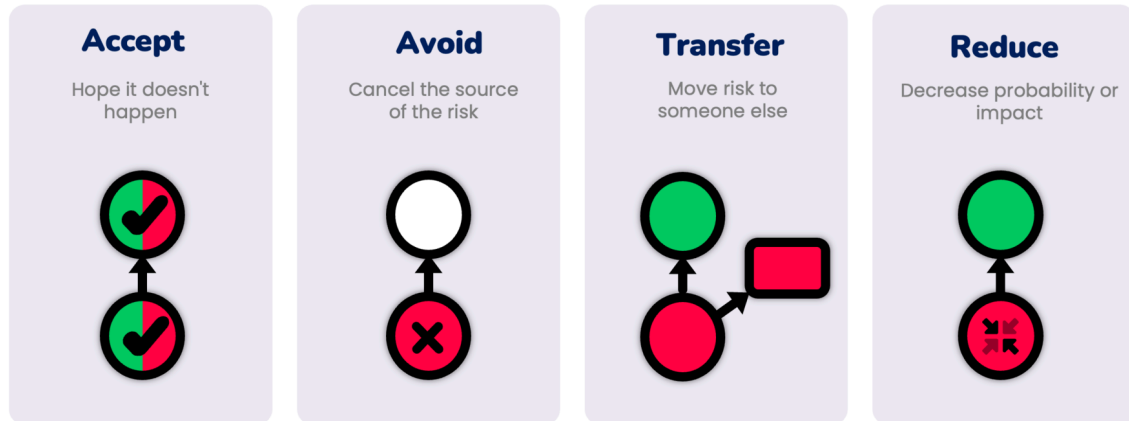 Accept
Hope it doesn't
happen
Avoid
Cancel the source
of the risk
Transfer
Move risk to
someone else
Reduce
Decrease probability or
impact